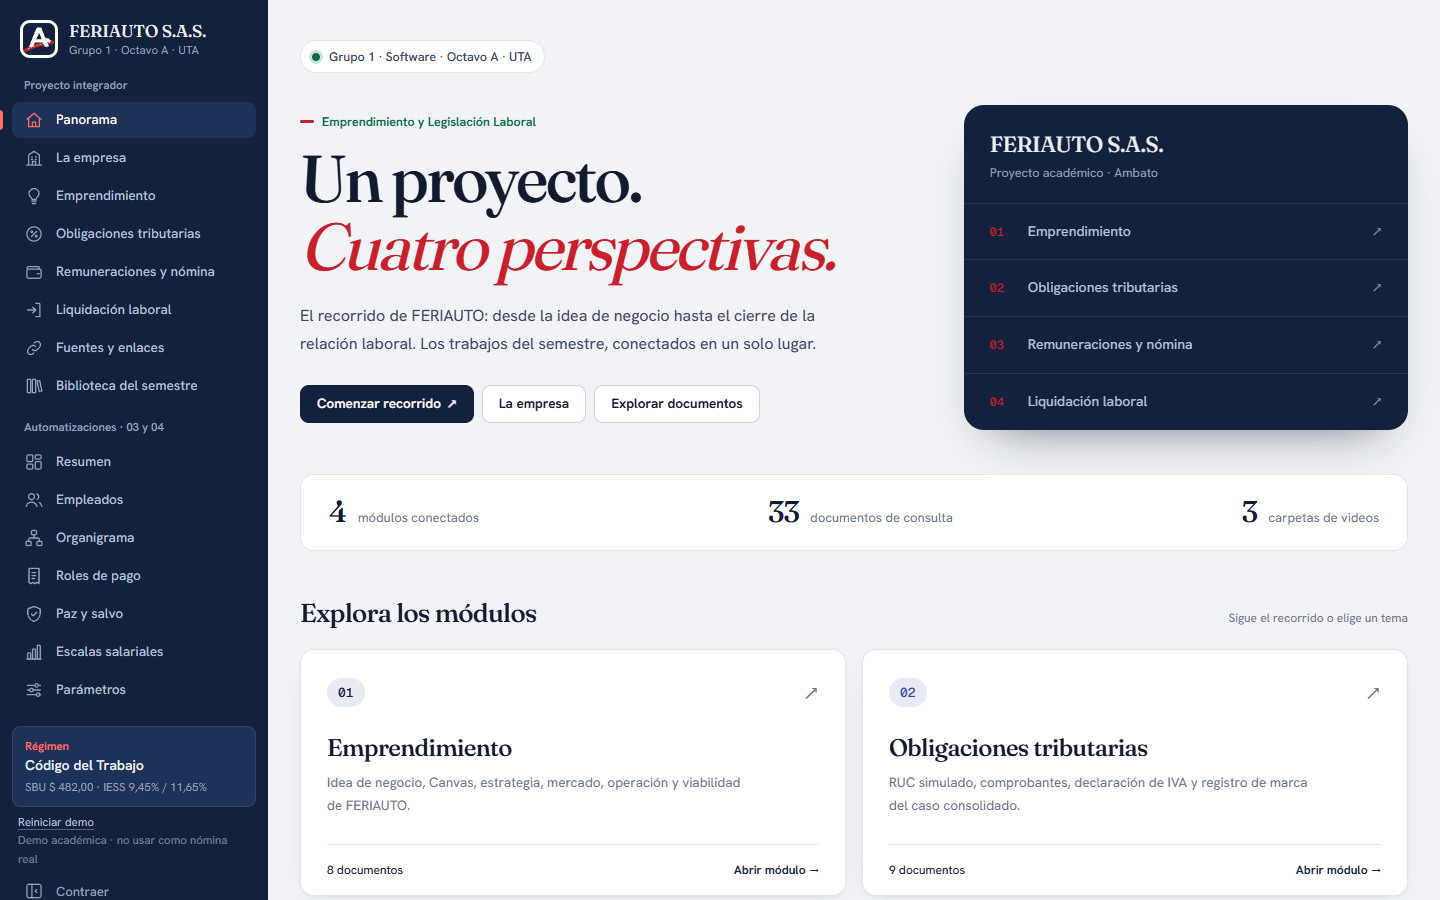 FERIAUTO S.A.S.
Grupo 1 · Octavo A · UTA
Proyecto integrador
Panorama
La empresa
Emprendimiento
Obligaciones tributarias
Remuneraciones y nómina
Liquidación laboral
Fuentes y enlaces
Biblioteca del semestre
Automatizaciones · 03 y 04
Resumen
Empleados
Organigrama
Roles de pago
Paz y salvo
Escalas salariales
Parámetros
Régimen
Código del Trabajo
SBU $ 482,00 · IESS 9,45% / 11,65%
Reiniciar demo
Demo académica · no usar como nómina
real
Contraer
Grupo 1 · Software · Octavo A · UTA
Emprendimiento y Legislación Laboral
Un proyecto.
Cuatro perspectivas.
El recorrido de FERIAUTO: desde la idea de negocio hasta el cierre de la
relación laboral. Los trabajos del semestre, conectados en un solo lugar.
Comenzar recorrido ↗
La empresa
Explorar documentos
FERIAUTO S.A.S.
Proyecto académico · Ambato
01 Emprendimiento ↗
02 Obligaciones tributarias ↗
03 Remuneraciones y nómina ↗
04 Liquidación laboral ↗
4 módulos conectados
33 documentos de consulta
3 carpetas de videos
Explora los módulos
Sigue el recorrido o elige un tema
01 ↗
Emprendimiento
Idea de negocio, Canvas, estrategia, mercado, operación y viabilidad
de FERIAUTO.
8 documentos
Abrir módulo →
02 ↗
Obligaciones tributarias
RUC simulado, comprobantes, declaración de IVA y registro de marca
del caso consolidado.
9 documentos
Abrir módulo →